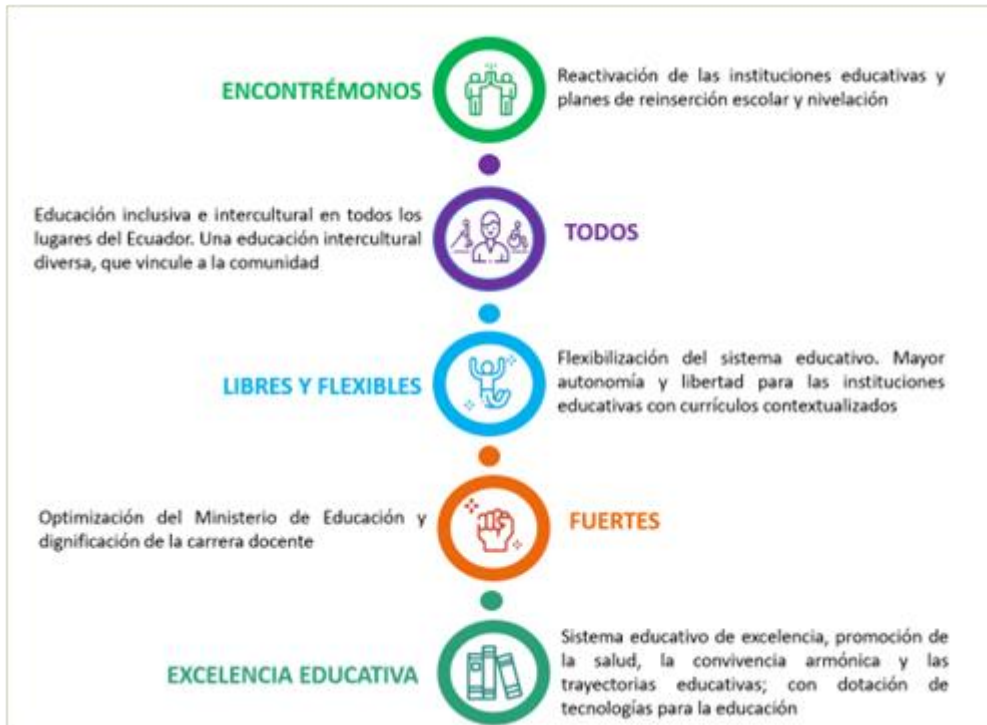 ENCONTRÉMONOS
Reactivación de las instituciones educativas y
planes de reinserción escolar y nivelación
Educación inclusiva e intercultural en todos los
lugares del Ecuador. Una educación intercultural
diversa, que vincule a la comunidad
TODOS
LIBRES Y FLEXIBLES
Flexibilización del sistema educativo. Mayor
autonomía y libertad para las instituciones
educativas con currículos contextualizados
Optimización del Ministerio de Educación y
dignificación de la carrera docente
FUERTES
EXCELENCIA EDUCATIVA
Sistema educativo de excelencia, promoción de
la salud, la convivencia armónica y las
trayectorias educativas; con dotación de
tecnologías para la educación